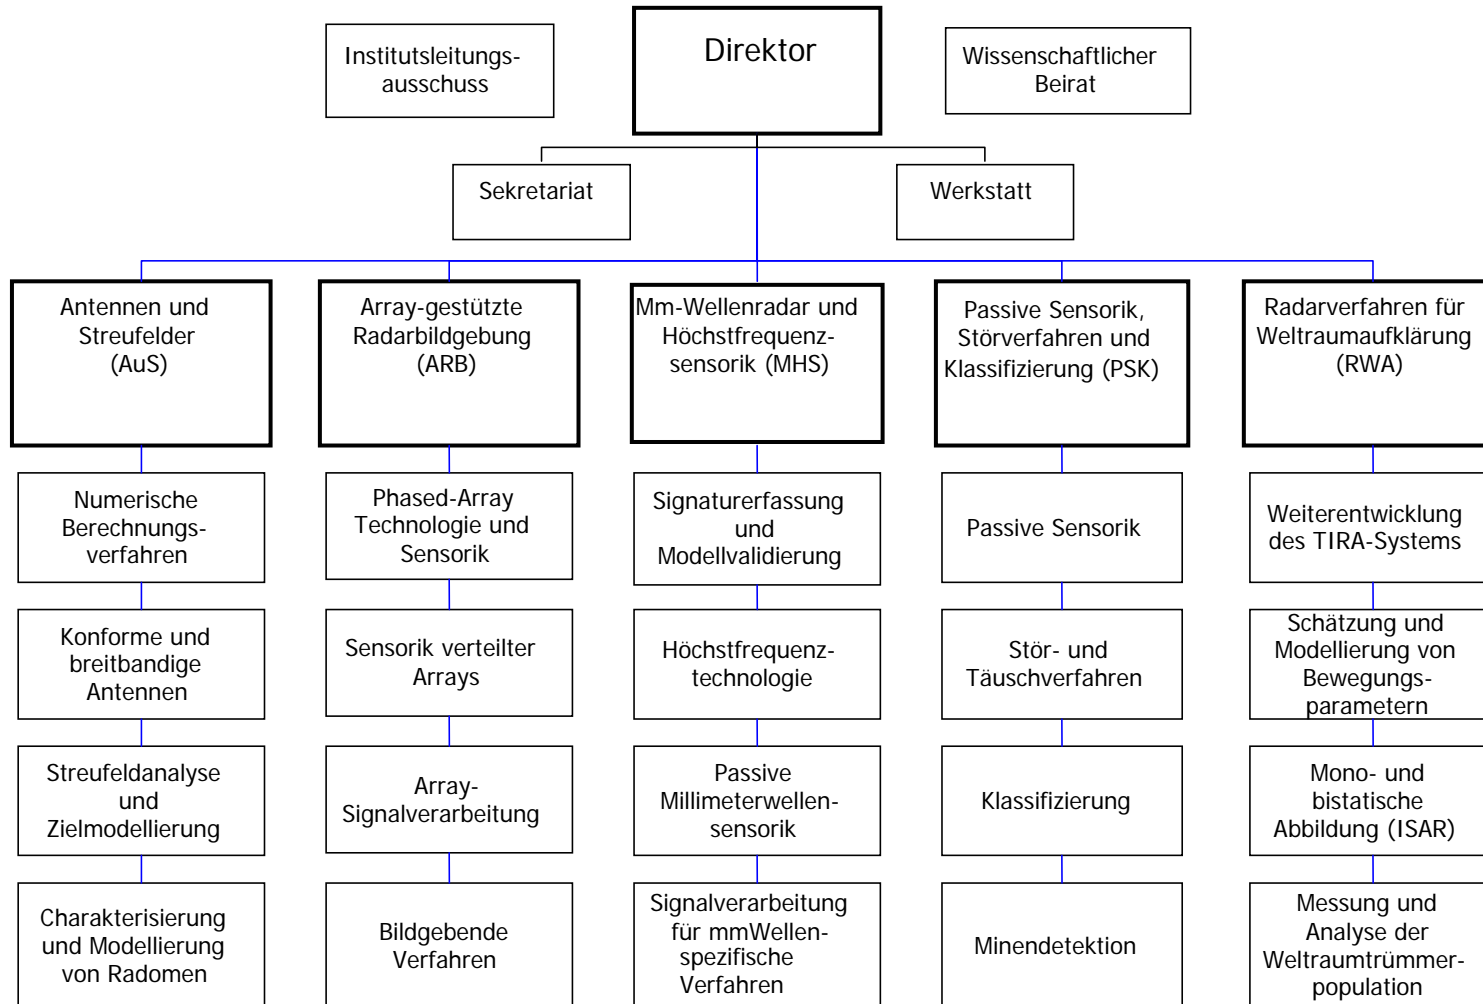 Institutsleitungs-
ausschuss
Direktor
Wissenschaftlicher
Beirat
Sekretariat
Werkstatt
Antennen und
Streufelder
(AuS)
Array-gestützte
Radarbildgebung
(ARB)
Mm-Wellenradar und
Höchstfrequenz-
sensorik (MHS)
Passive Sensorik,
Störverfahren und
Klassifizierung (PSK)
Radarverfahren für
Weltraumaufklärung
(RWA)
Numerische
Berechnungs-
verfahren
Phased-Array
Technologie und
Sensorik
Signaturerfassung
und
Modellvalidierung
Passive Sensorik
Weiterentwicklung
des TIRA-Systems
Konforme und
breitbandige
Antennen
Sensorik verteilter
Arrays
Höchstfrequenz-
technologie
Stör- und
Täuschverfahren
Schätzung und
Modellierung von
Bewegungs-
parametern
Streufeldanalyse
und
Zielmodellierung
Array-
Signalverarbeitung
Passive
Millimeterwellen-
sensorik
Klassifizierung
Mono- und
bistatische
Abbildung (ISAR)
Charakterisierung
und Modellierung
von Radomen
Bildgebende
Verfahren
Signalverarbeitung
für mmWellen-
spezifische
Verfahren
Minendetektion
Messung und
Analyse der
Weltraumtrümmer-
population